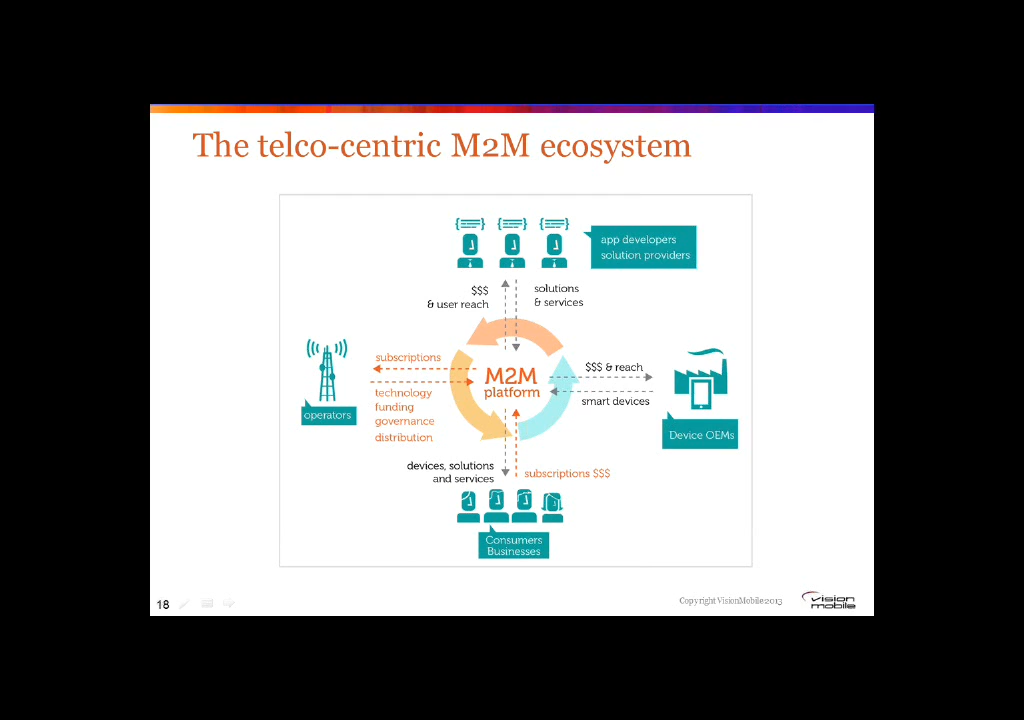 The telco-centric M2M ecosystem
{≡} {≡} {≡}
app developers
solution providers
$$$
& user reach
solutions
& services
subscriptions
technology
funding
governance
distribution
operators
M2M
platform
$$$ & reach
smart devices
Device OEMs
devices, solutions
and services
subscriptions $$$
Consumers
Businesses
18
Copyright VisionMobile 2013
vision
mobile